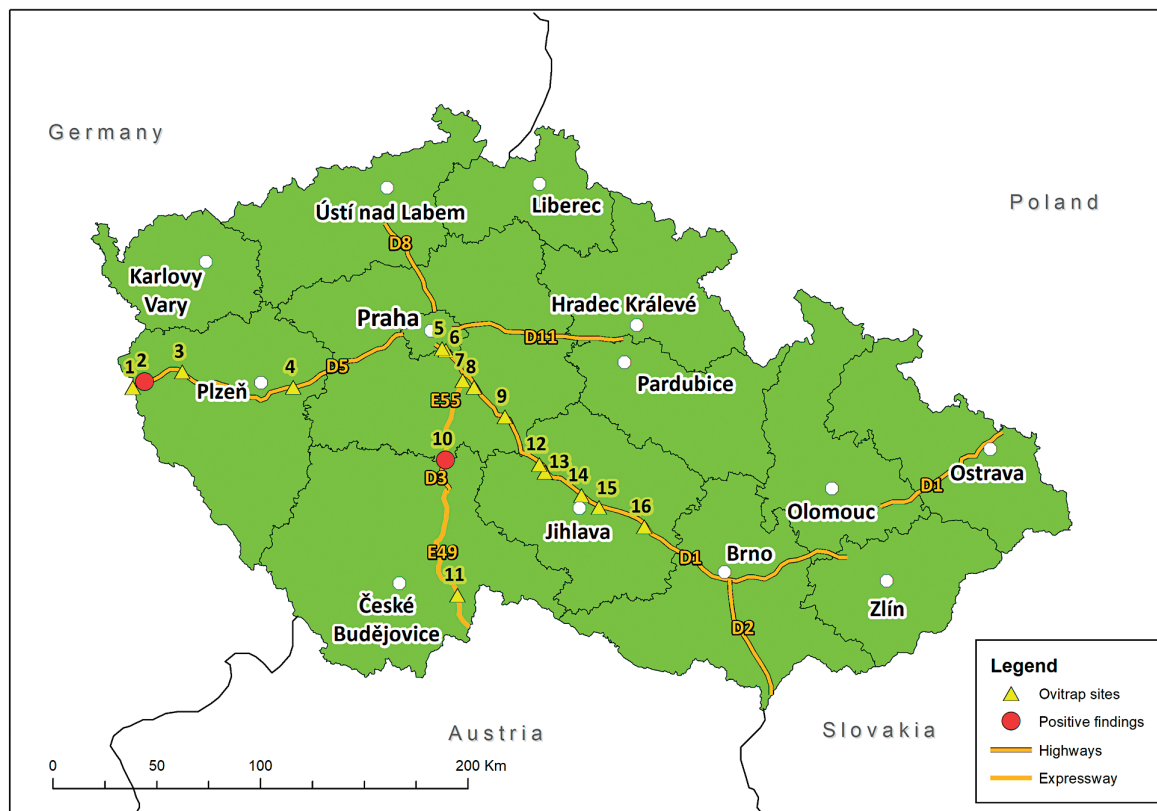 Germany
Poland
Ústí nad Labem
Liberec
D8
Karlovy
Vary
Hradec Králevé
Praha
5
6
D11
1
2
3
4
D5
7
8
Plzeň
Pardubice
E55
9
10
12
13
D3
14
15
16
Jihlava
Olomouc
D1
Ostrava
E49
D1
Brno
11
České
Budějovice
Zlín
D2
Austria
Slovakia
Legend
Ovitrap sites
Positive findings
Highways
Expressway
0
50
100
200 Km